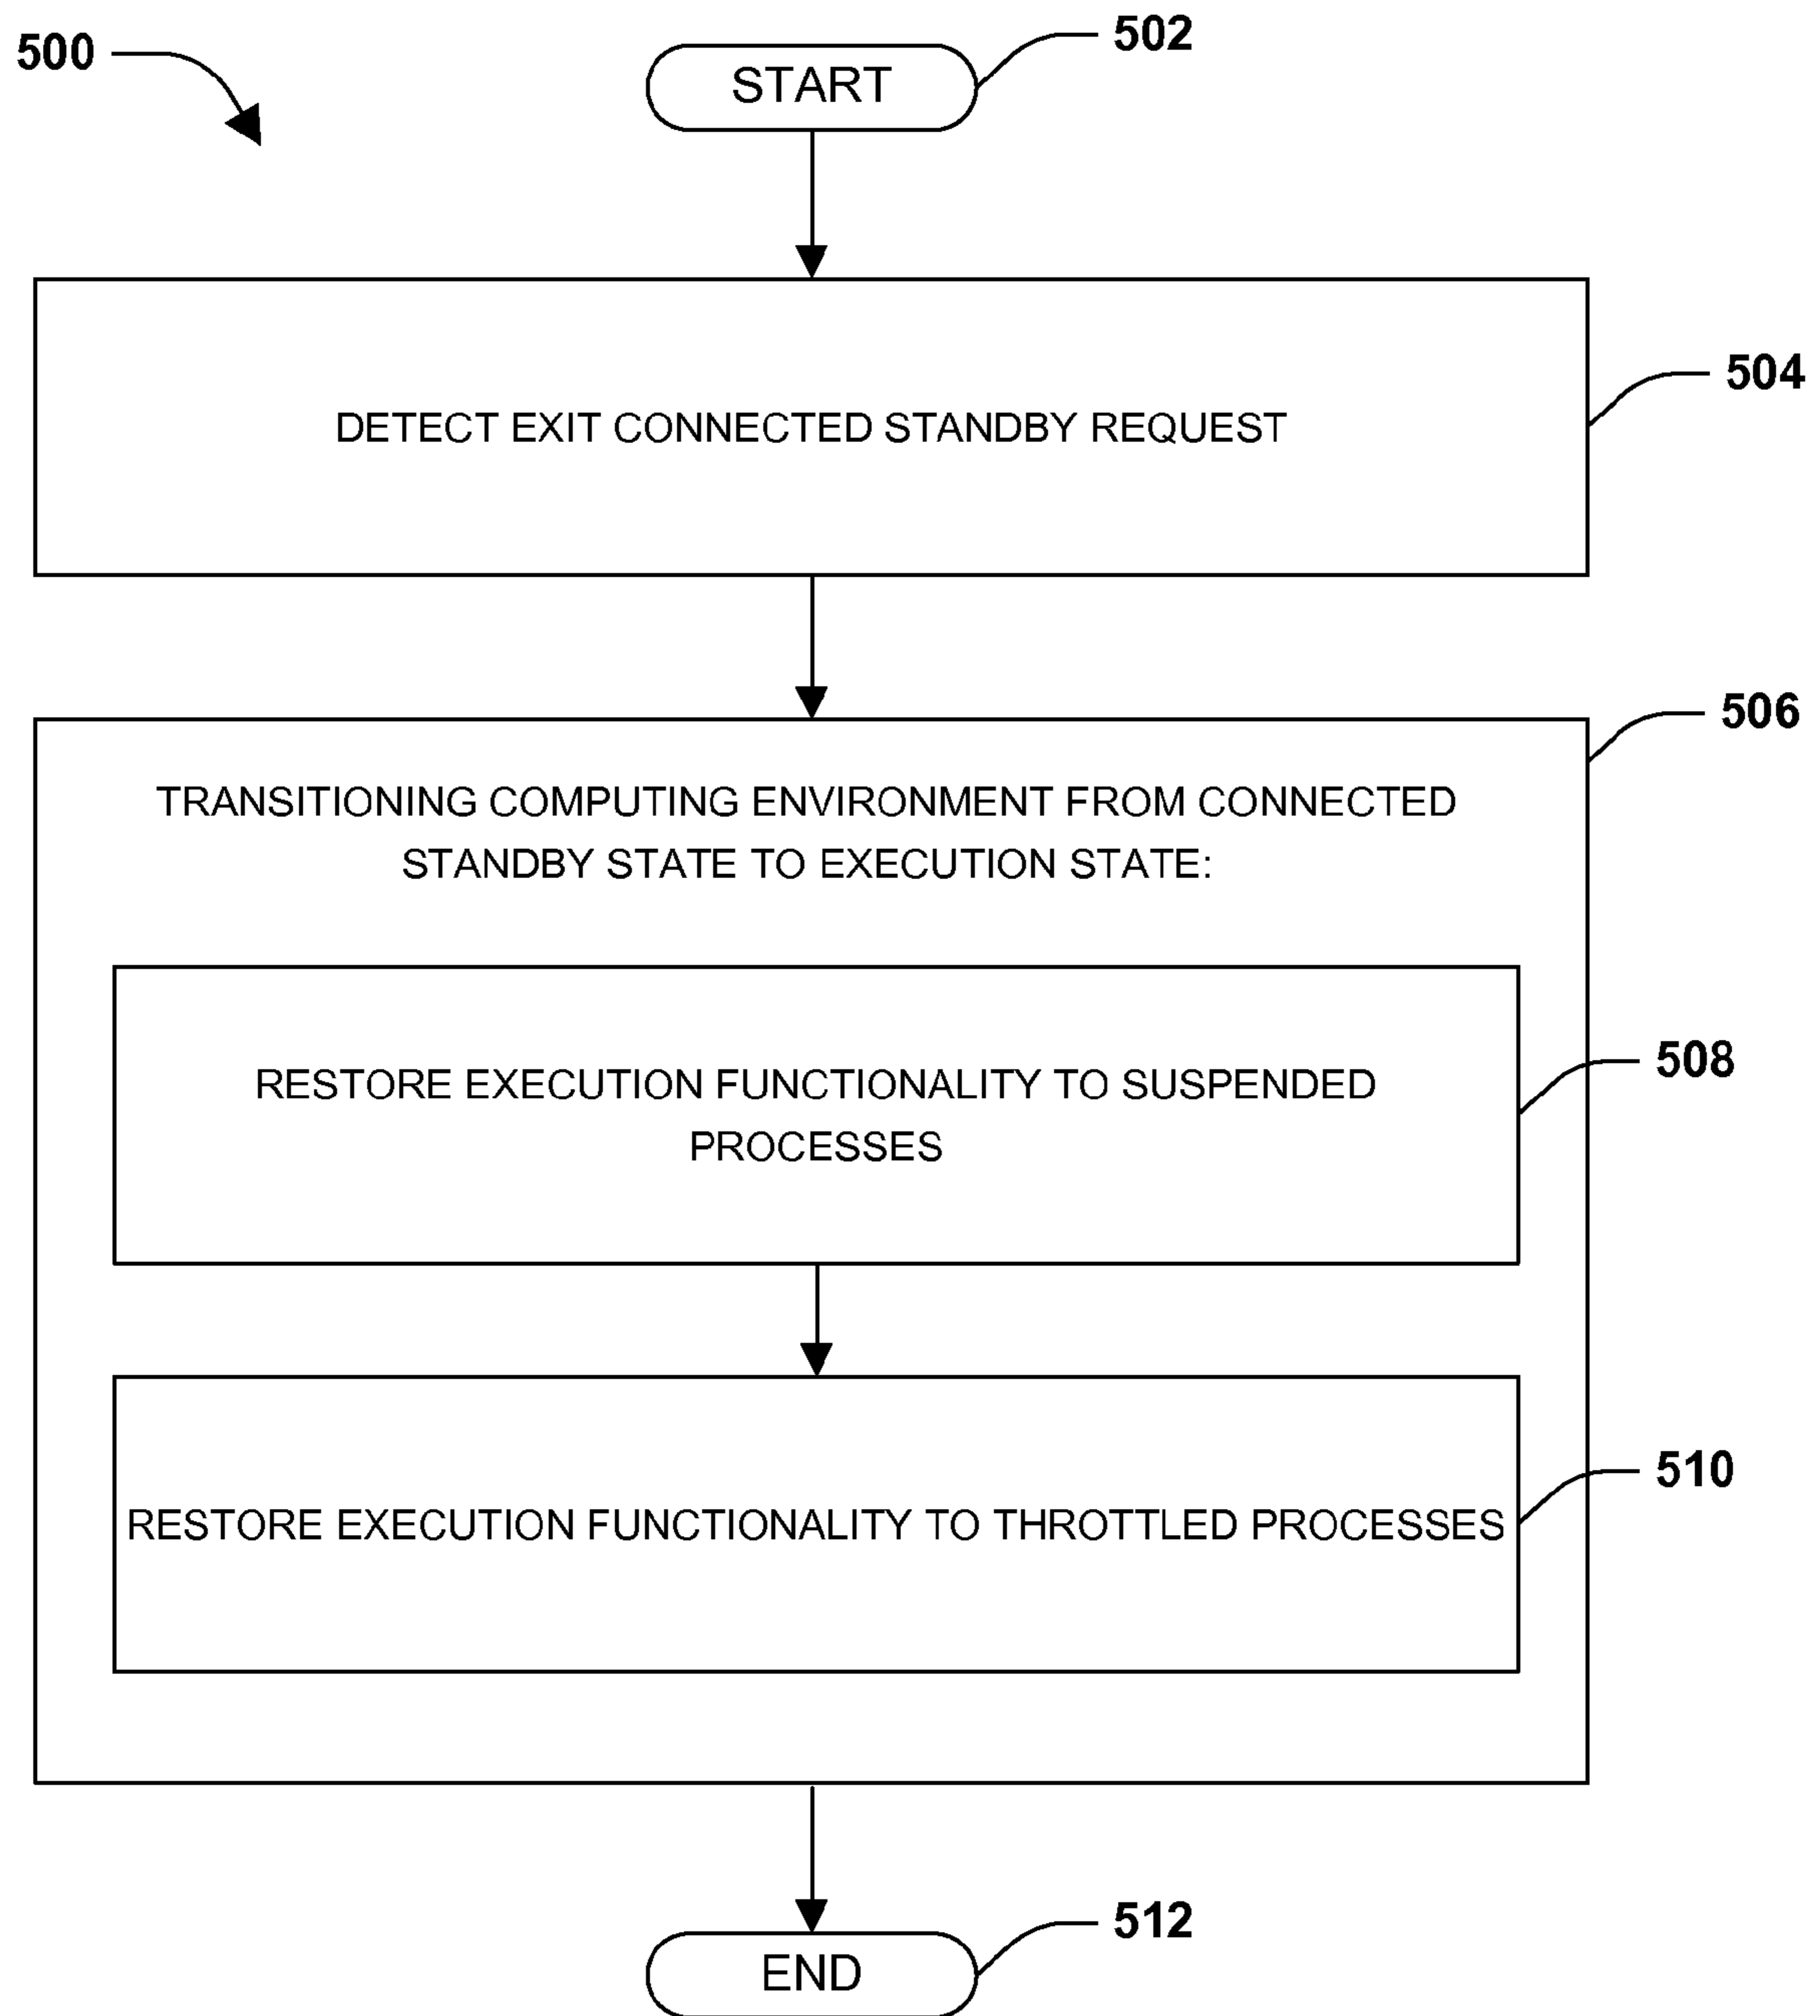 500
START
502
DETECT EXIT CONNECTED STANDBY REQUEST
504
506
TRANSITIONING COMPUTING ENVIRONMENT FROM CONNECTED
STANDBY STATE TO EXECUTION STATE:
RESTORE EXECUTION FUNCTIONALITY TO SUSPENDED
PROCESSES
508
RESTORE EXECUTION FUNCTIONALITY TO THROTTLED PROCESSES
510
END
512